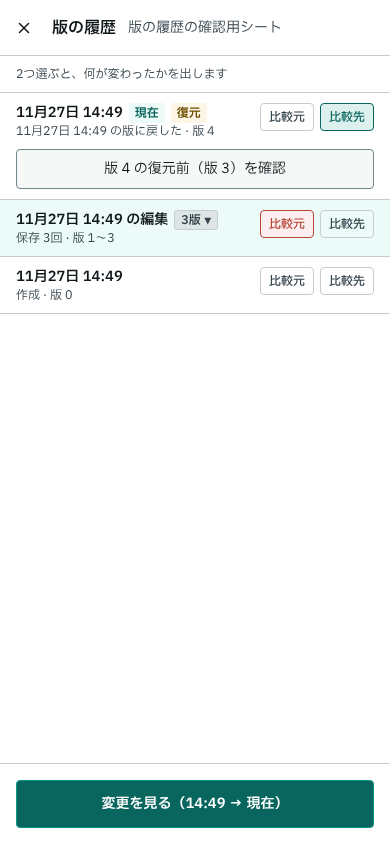 × 版の履歴 版の履歴の確認用シート
2つ選ぶと、何が変わったかを出します
11月27日 14:49 現在 復元 比較元 比較先
11月27日 14:49 の版に戻した · 版 4
版 4 の復元前（版 3）を確認
11月27日 14:49 の編集 3版 ▾ 比較元 比較先
保存 3回 · 版 1〜3
11月27日 14:49 比較元 比較先
作成 · 版 0
変更を見る（14:49 → 現在）